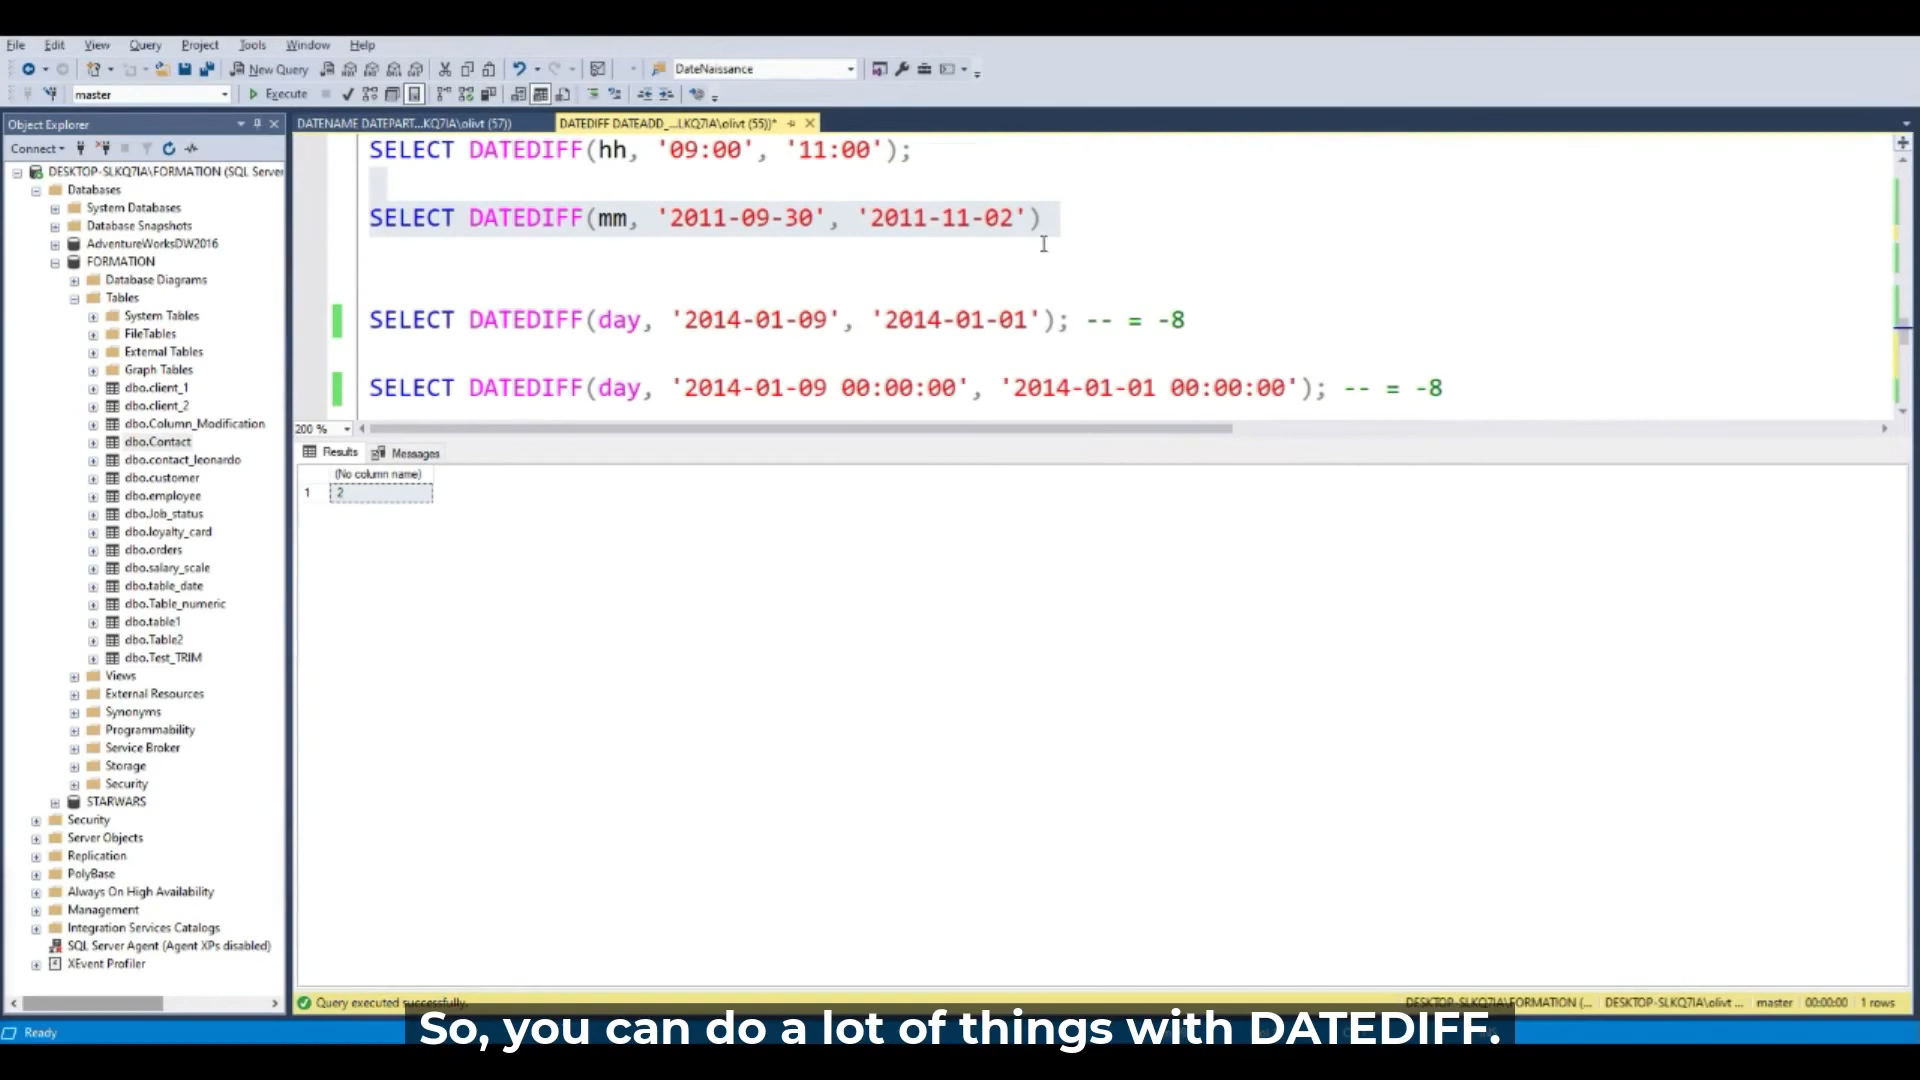 File Edit View Query Project Tools Window Help
New Query DateNaissance
master Execute
Object Explorer
Connect
DESKTOP-SLKQ7IA\FORMATION (SQL Server
Databases
System Databases
Database Snapshots
AdventureWorksDW2016
FORMATION
Database Diagrams
Tables
System Tables
FileTables
External Tables
Graph Tables
dbo.client_1
dbo.client_2
dbo.Column_Modification
dbo.Contact
dbo.contact_leonardo
dbo.customer
dbo.employee
dbo.Job_status
dbo.loyalty_card
dbo.orders
dbo.salary_scale
dbo.table_date
dbo.Table_numeric
dbo.table1
dbo.Table2
dbo.Test_TRIM
Views
External Resources
Synonyms
Programmability
Service Broker
Storage
Security
STARWARS
Security
Server Objects
Replication
PolyBase
Always On High Availability
Management
Integration Services Catalogs
SQL Server Agent (Agent XPs disabled)
XEvent Profiler
DATENAME DATEPART...KQ7IA\olivt (57)) DATEDIFF DATEADD_...LKQ7IA\olivt (55))*
SELECT DATEDIFF(hh, '09:00', '11:00');
SELECT DATEDIFF(mm, '2011-09-30', '2011-11-02')
SELECT DATEDIFF(day, '2014-01-09', '2014-01-01'); -- = -8
SELECT DATEDIFF(day, '2014-01-09 00:00:00', '2014-01-01 00:00:00'); -- = -8
200 %
Results Messages
(No column name)
1 2
Query executed successfully. DESKTOP-SLKQ7IA\FORMATION (... DESKTOP-SLKQ7IA\olivt ... master 00:00:00 1 rows
Ready
So, you can do a lot of things with DATEDIFF.